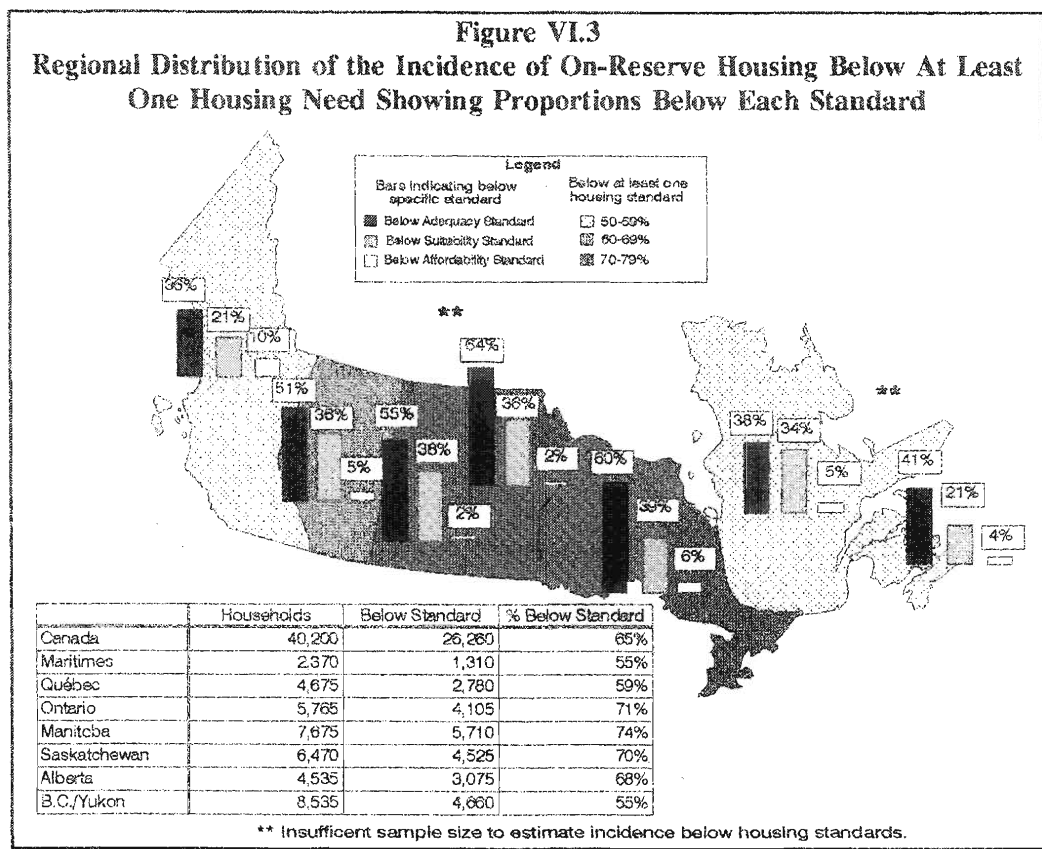 Figure VI.3
Regional Distribution of the Incidence of On-Reserve Housing Below At Least
One Housing Need Showing Proportions Below Each Standard
Legend
Bars indicating below specific standard
Below Adequacy Standard
Below Suitability Standard
Below Affordability Standard
Below at least one housing standard
50-59%
60-69%
70-79%
**
36%
21%
10%
51%
36%
5%
55%
38%
2%
64%
36%
2%
60%
39%
6%
**
38%
34%
5%
41%
21%
4%
Households Below Standard % Below Standard
Canada 40,200 26,260 65%
Maritimes 2,370 1,310 55%
Québec 4,675 2,780 59%
Ontario 5,765 4,105 71%
Manitoba 7,675 5,710 74%
Saskatchewan 6,470 4,525 70%
Alberta 4,535 3,075 68%
B.C./Yukon 8,535 4,660 55%
** Insufficent sample size to estimate incidence below housing standards.